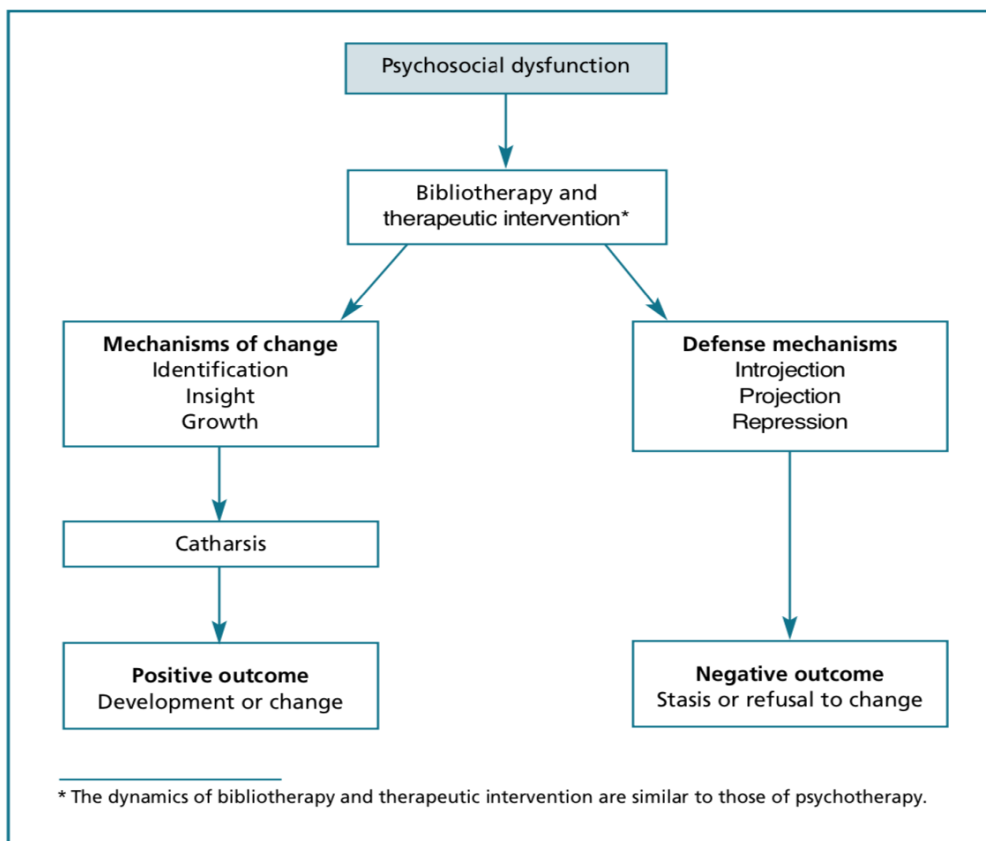 Psychosocial dysfunction
Bibliotherapy and
therapeutic intervention*
Mechanisms of change
Identification
Insight
Growth
Defense mechanisms
Introjection
Projection
Repression
Catharsis
Positive outcome
Development or change
Negative outcome
Stasis or refusal to change
* The dynamics of bibliotherapy and therapeutic intervention are similar to those of psychotherapy.